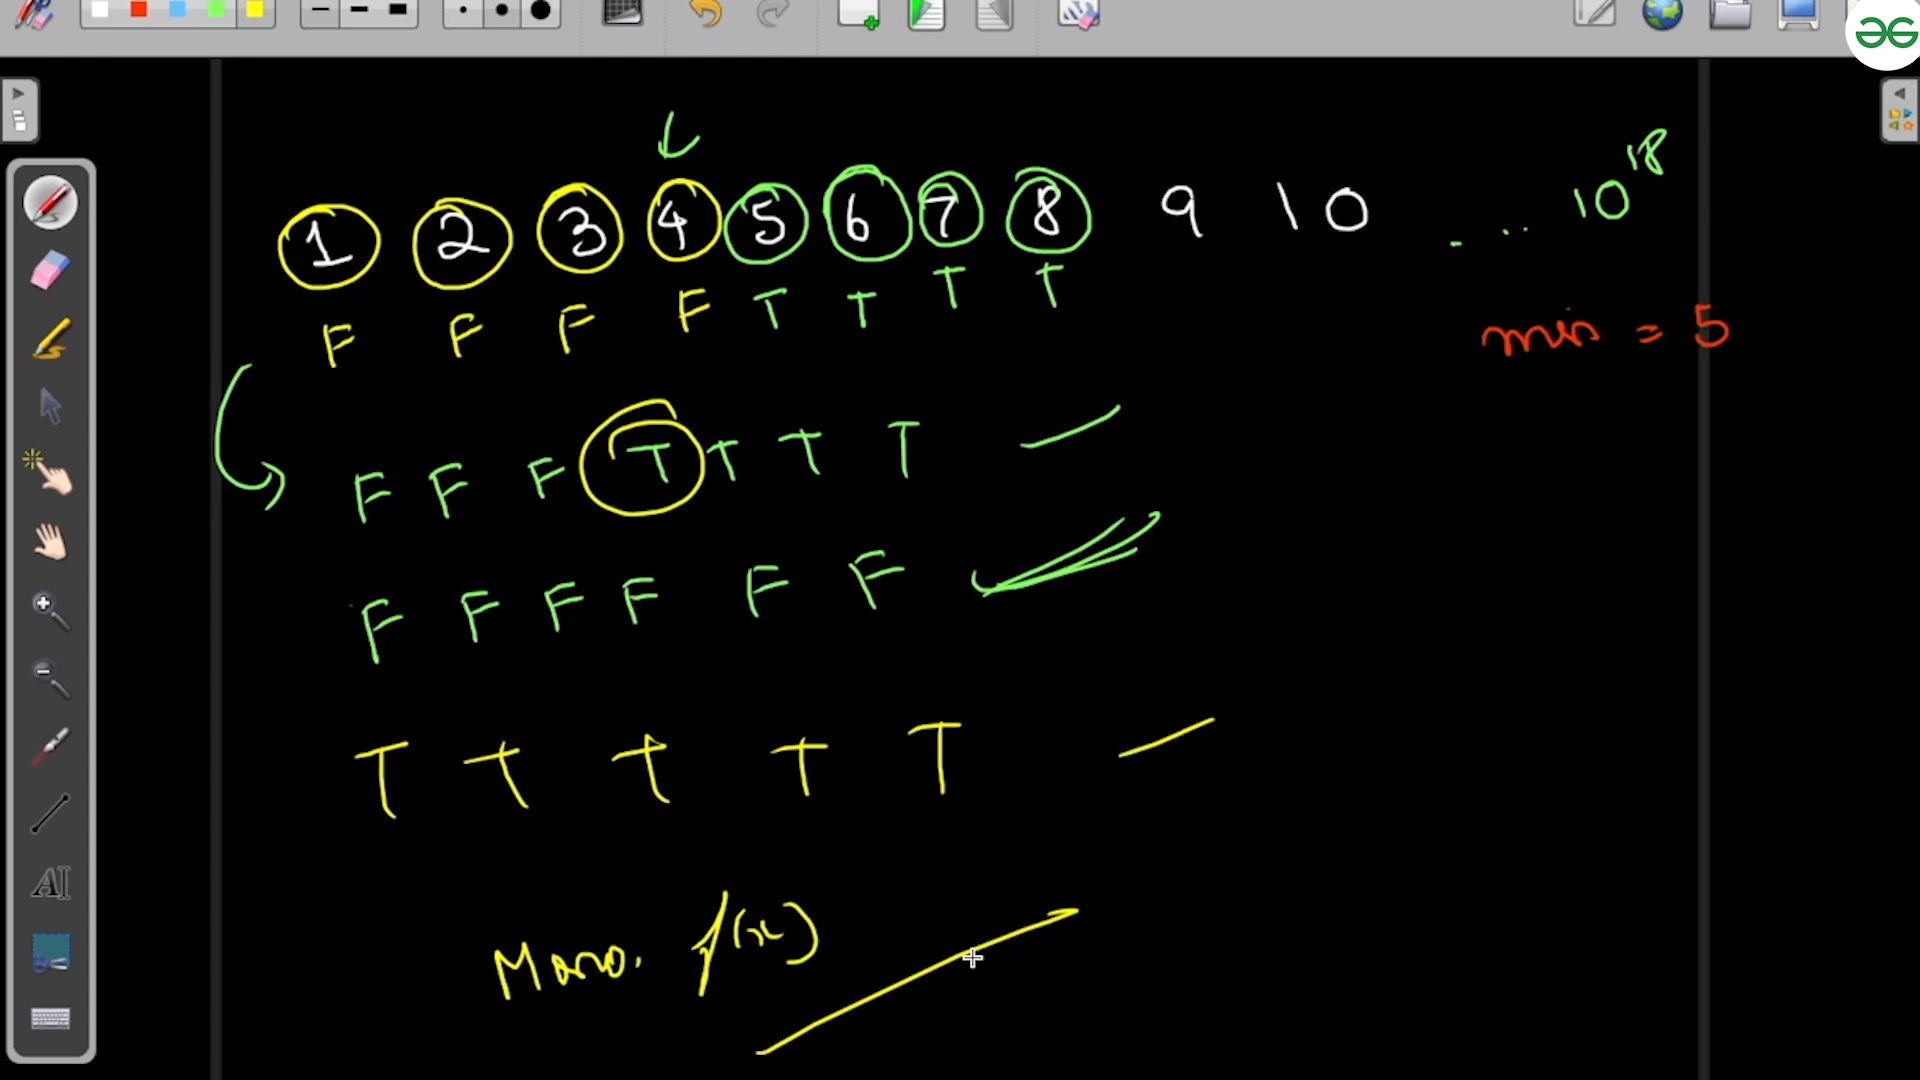 1 2 3 4 5 6 7 8 9 10 ... 10^18
F F F F T T T T
min = 5
F F F T T T T
F F F F F F
T T T T T
Mono. f(x)